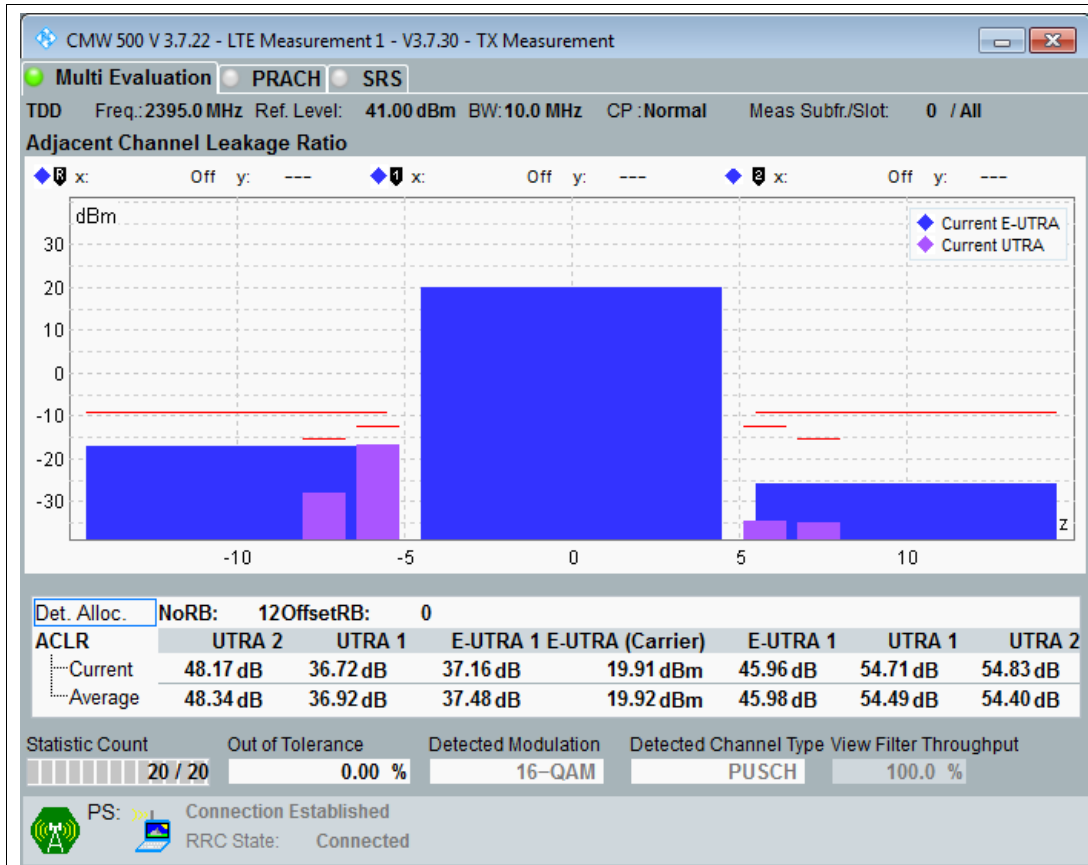 CMW 500 V 3.7.22 - LTE Measurement 1 - V3.7.30 - TX Measurement
Multi Evaluation PRACH SRS
TDD Freq.: 2395.0 MHz Ref. Level: 41.00 dBm BW: 10.0 MHz CP : Normal Meas Subfr./Slot: 0 / All
Adjacent Channel Leakage Ratio
R x: Off y: --- 1 x: Off y: --- 2 x: Off y: ---
dBm
Current E-UTRA
Current UTRA
30
20
10
0
-10
-20
-30
z
-10 -5 0 5 10
Det. Alloc. NoRB: 12 OffsetRB: 0
ACLR UTRA 2 UTRA 1 E-UTRA 1 E-UTRA (Carrier) E-UTRA 1 UTRA 1 UTRA 2
Current 48.17 dB 36.72 dB 37.16 dB 19.91 dBm 45.96 dB 54.71 dB 54.83 dB
Average 48.34 dB 36.92 dB 37.48 dB 19.92 dBm 45.98 dB 54.49 dB 54.40 dB
Statistic Count Out of Tolerance Detected Modulation Detected Channel Type View Filter Throughput
20 / 20 0.00 % 16-QAM PUSCH 100.0 %
PS: Connection Established
RRC State: Connected